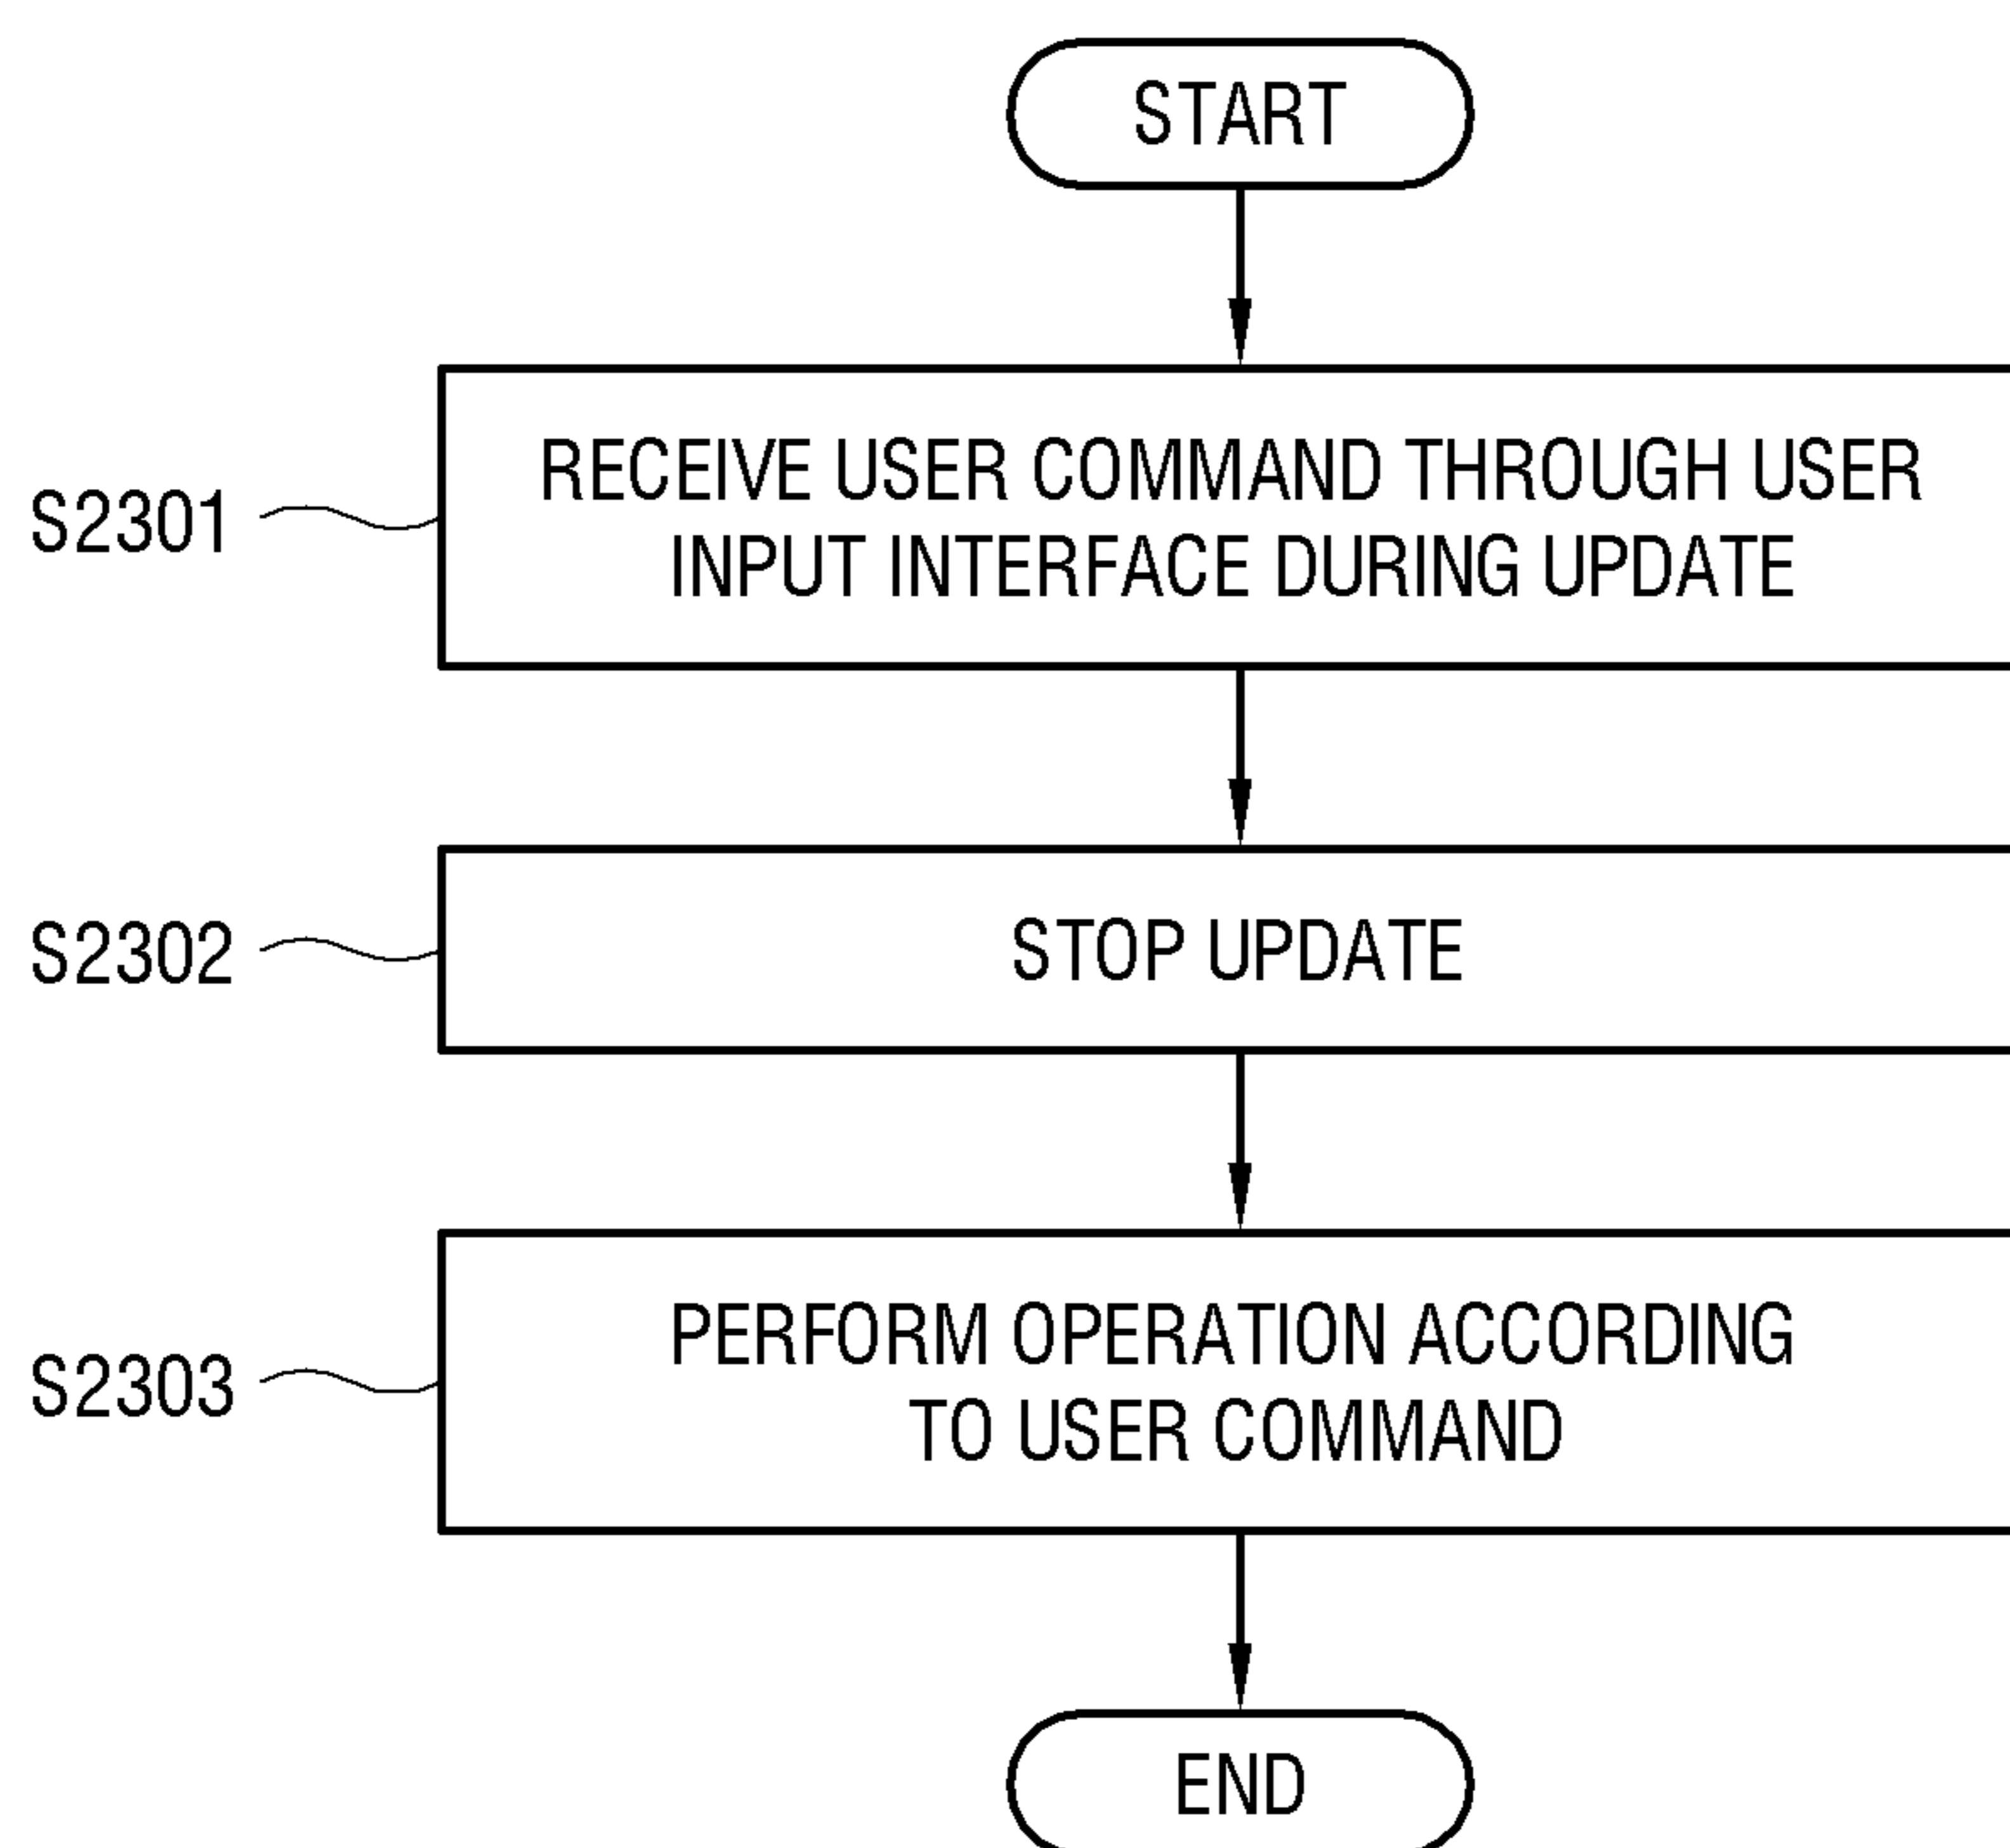 START
S2301
RECEIVE USER COMMAND THROUGH USER
INPUT INTERFACE DURING UPDATE
S2302
STOP UPDATE
S2303
PERFORM OPERATION ACCORDING
TO USER COMMAND
END